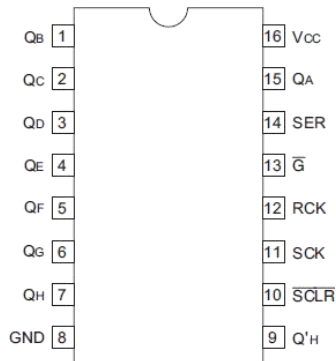 QB 1 16 VCC
QC 2 15 QA
QD 3 14 SER
QE 4 13 G̅
QF 5 12 RCK
QG 6 11 SCK
QH 7 10 S̅C̅L̅R̅
GND 8 9 Q'H